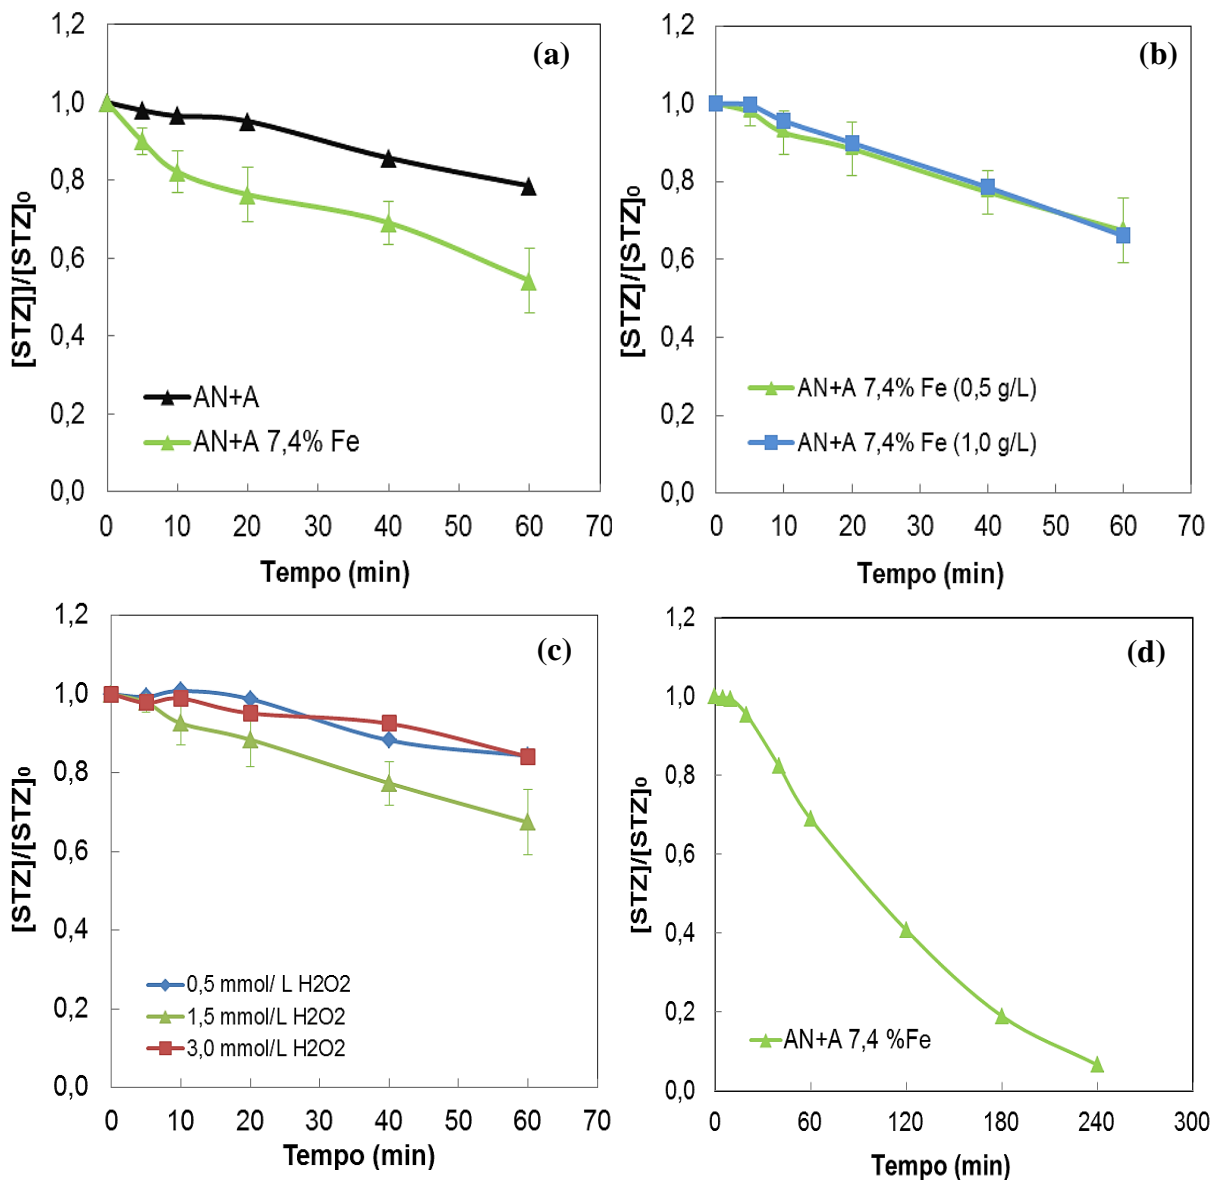 (a)
[STZ]]/[STZ]₀
1,2
1,0
0,8
0,6
0,4
0,2
0,0
AN+A
AN+A 7,4% Fe
0 10 20 30 40 50 60 70
Tempo (min)
(b)
[STZ]/[STZ]₀
1,2
1,0
0,8
0,6
0,4
0,2
0,0
AN+A 7,4% Fe (0,5 g/L)
AN+A 7,4% Fe (1,0 g/L)
0 10 20 30 40 50 60 70
Tempo (min)
(c)
[STZ]/[STZ]₀
1,2
1,0
0,8
0,6
0,4
0,2
0,0
0,5 mmol/ L H2O2
1,5 mmol/L H2O2
3,0 mmol/L H2O2
0 10 20 30 40 50 60 70
Tempo (min)
(d)
[STZ]/[STZ]₀
1,2
1,0
0,8
0,6
0,4
0,2
0,0
AN+A 7,4 %Fe
0 60 120 180 240 300
Tempo (min)